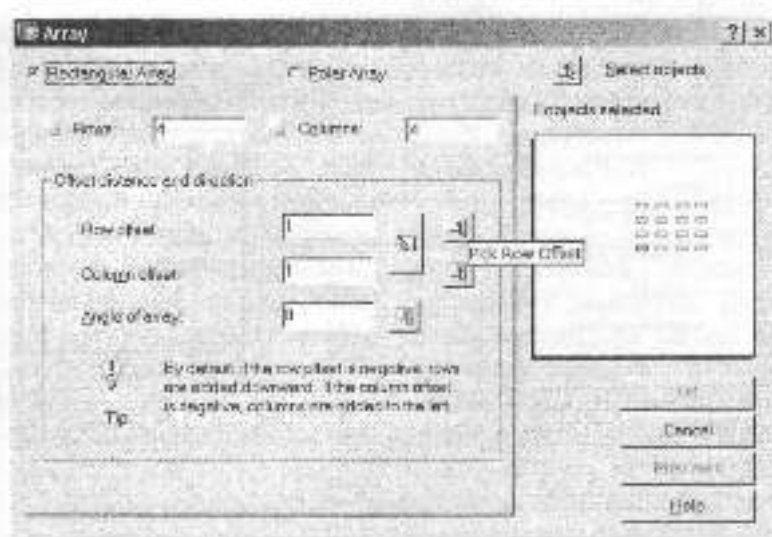 Array
Rectangular Array
Polar Array
Select objects
Rows:
4
Columns:
4
objects selected
Offset distance and direction
Row offset:
1
Pick Row Offset
Column offset:
1
Angle of array:
0
By default, if the row offset is negative, rows
are added downward. If the column offset
is negative, columns are added to the left.
Tip
Cancel
Help